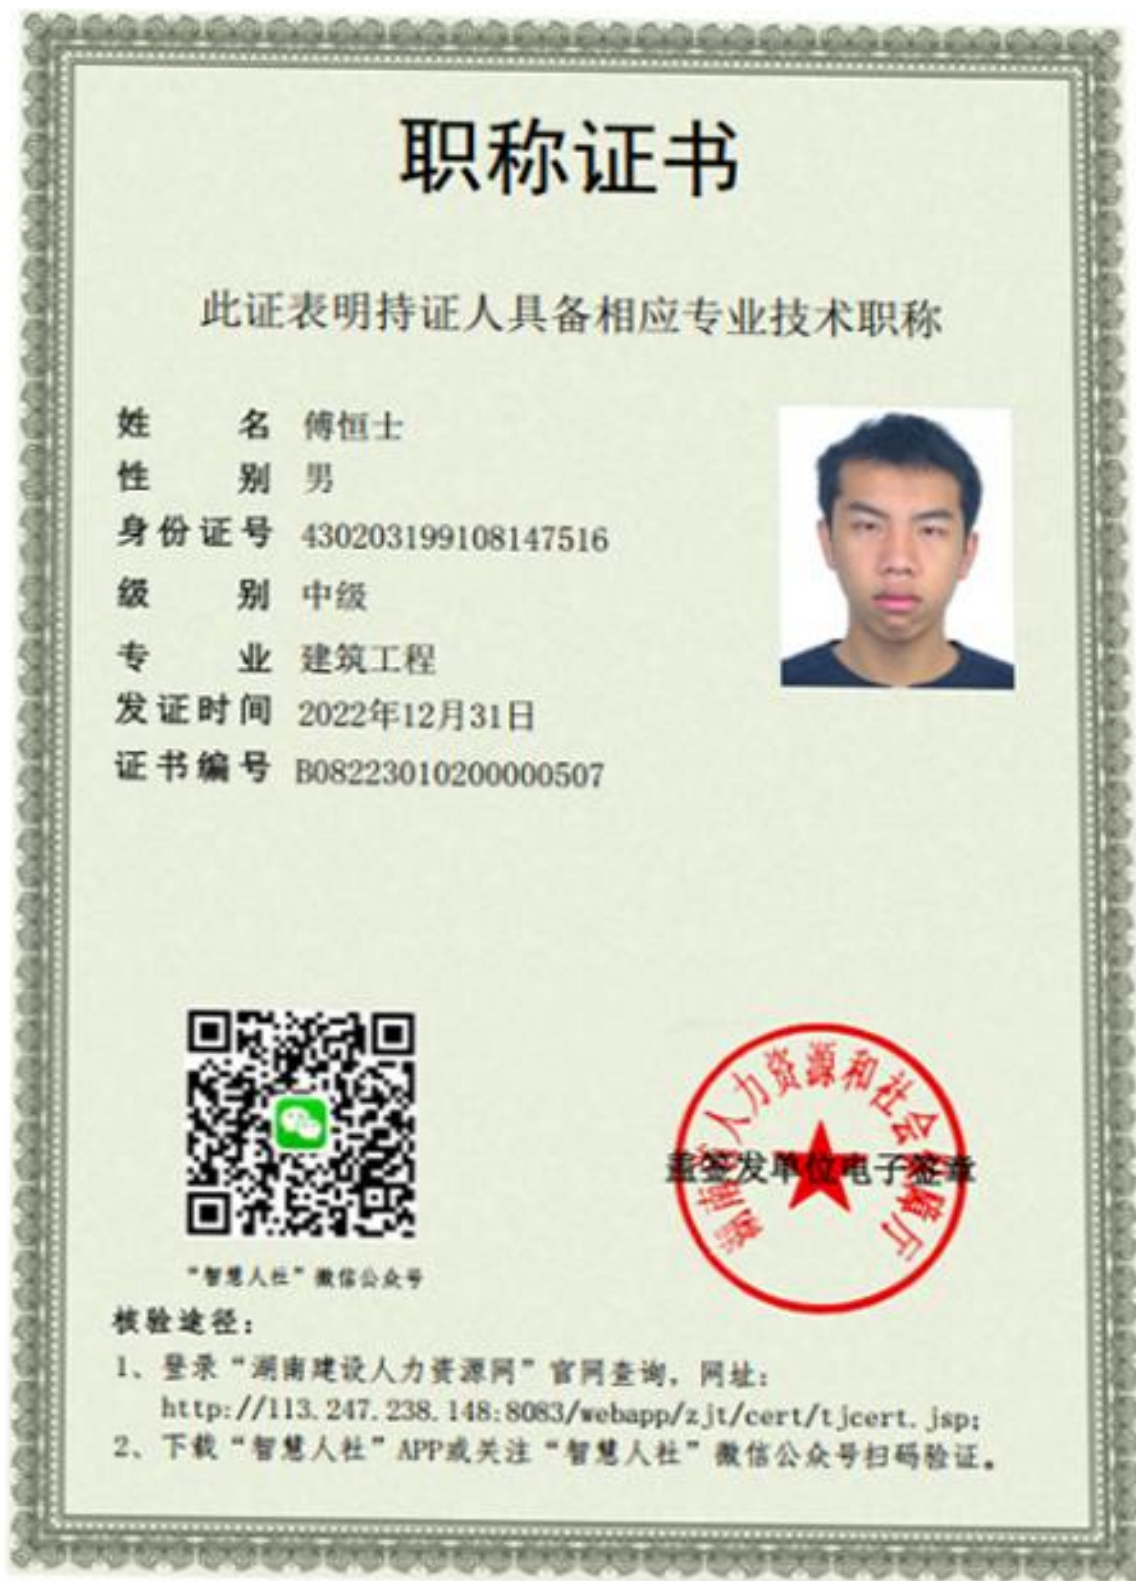 职称证书
此证表明持证人具备相应专业技术职称
姓名 傅恒士
性别 男
身份证号 430203199108147516
级别 中级
专业 建筑工程
发证时间 2022年12月31日
证书编号 B08223010200000507
湖南省人力资源和社会保障厅
盖签发单位电子签章
“智慧人社”微信公众号
核验途径：
1、登录“湖南建设人力资源网”官网查询，网址：
http://113.247.238.148:8083/webapp/zjt/cert/tjcert.jsp;
2、下载“智慧人社”APP或关注“智慧人社”微信公众号扫码验证。